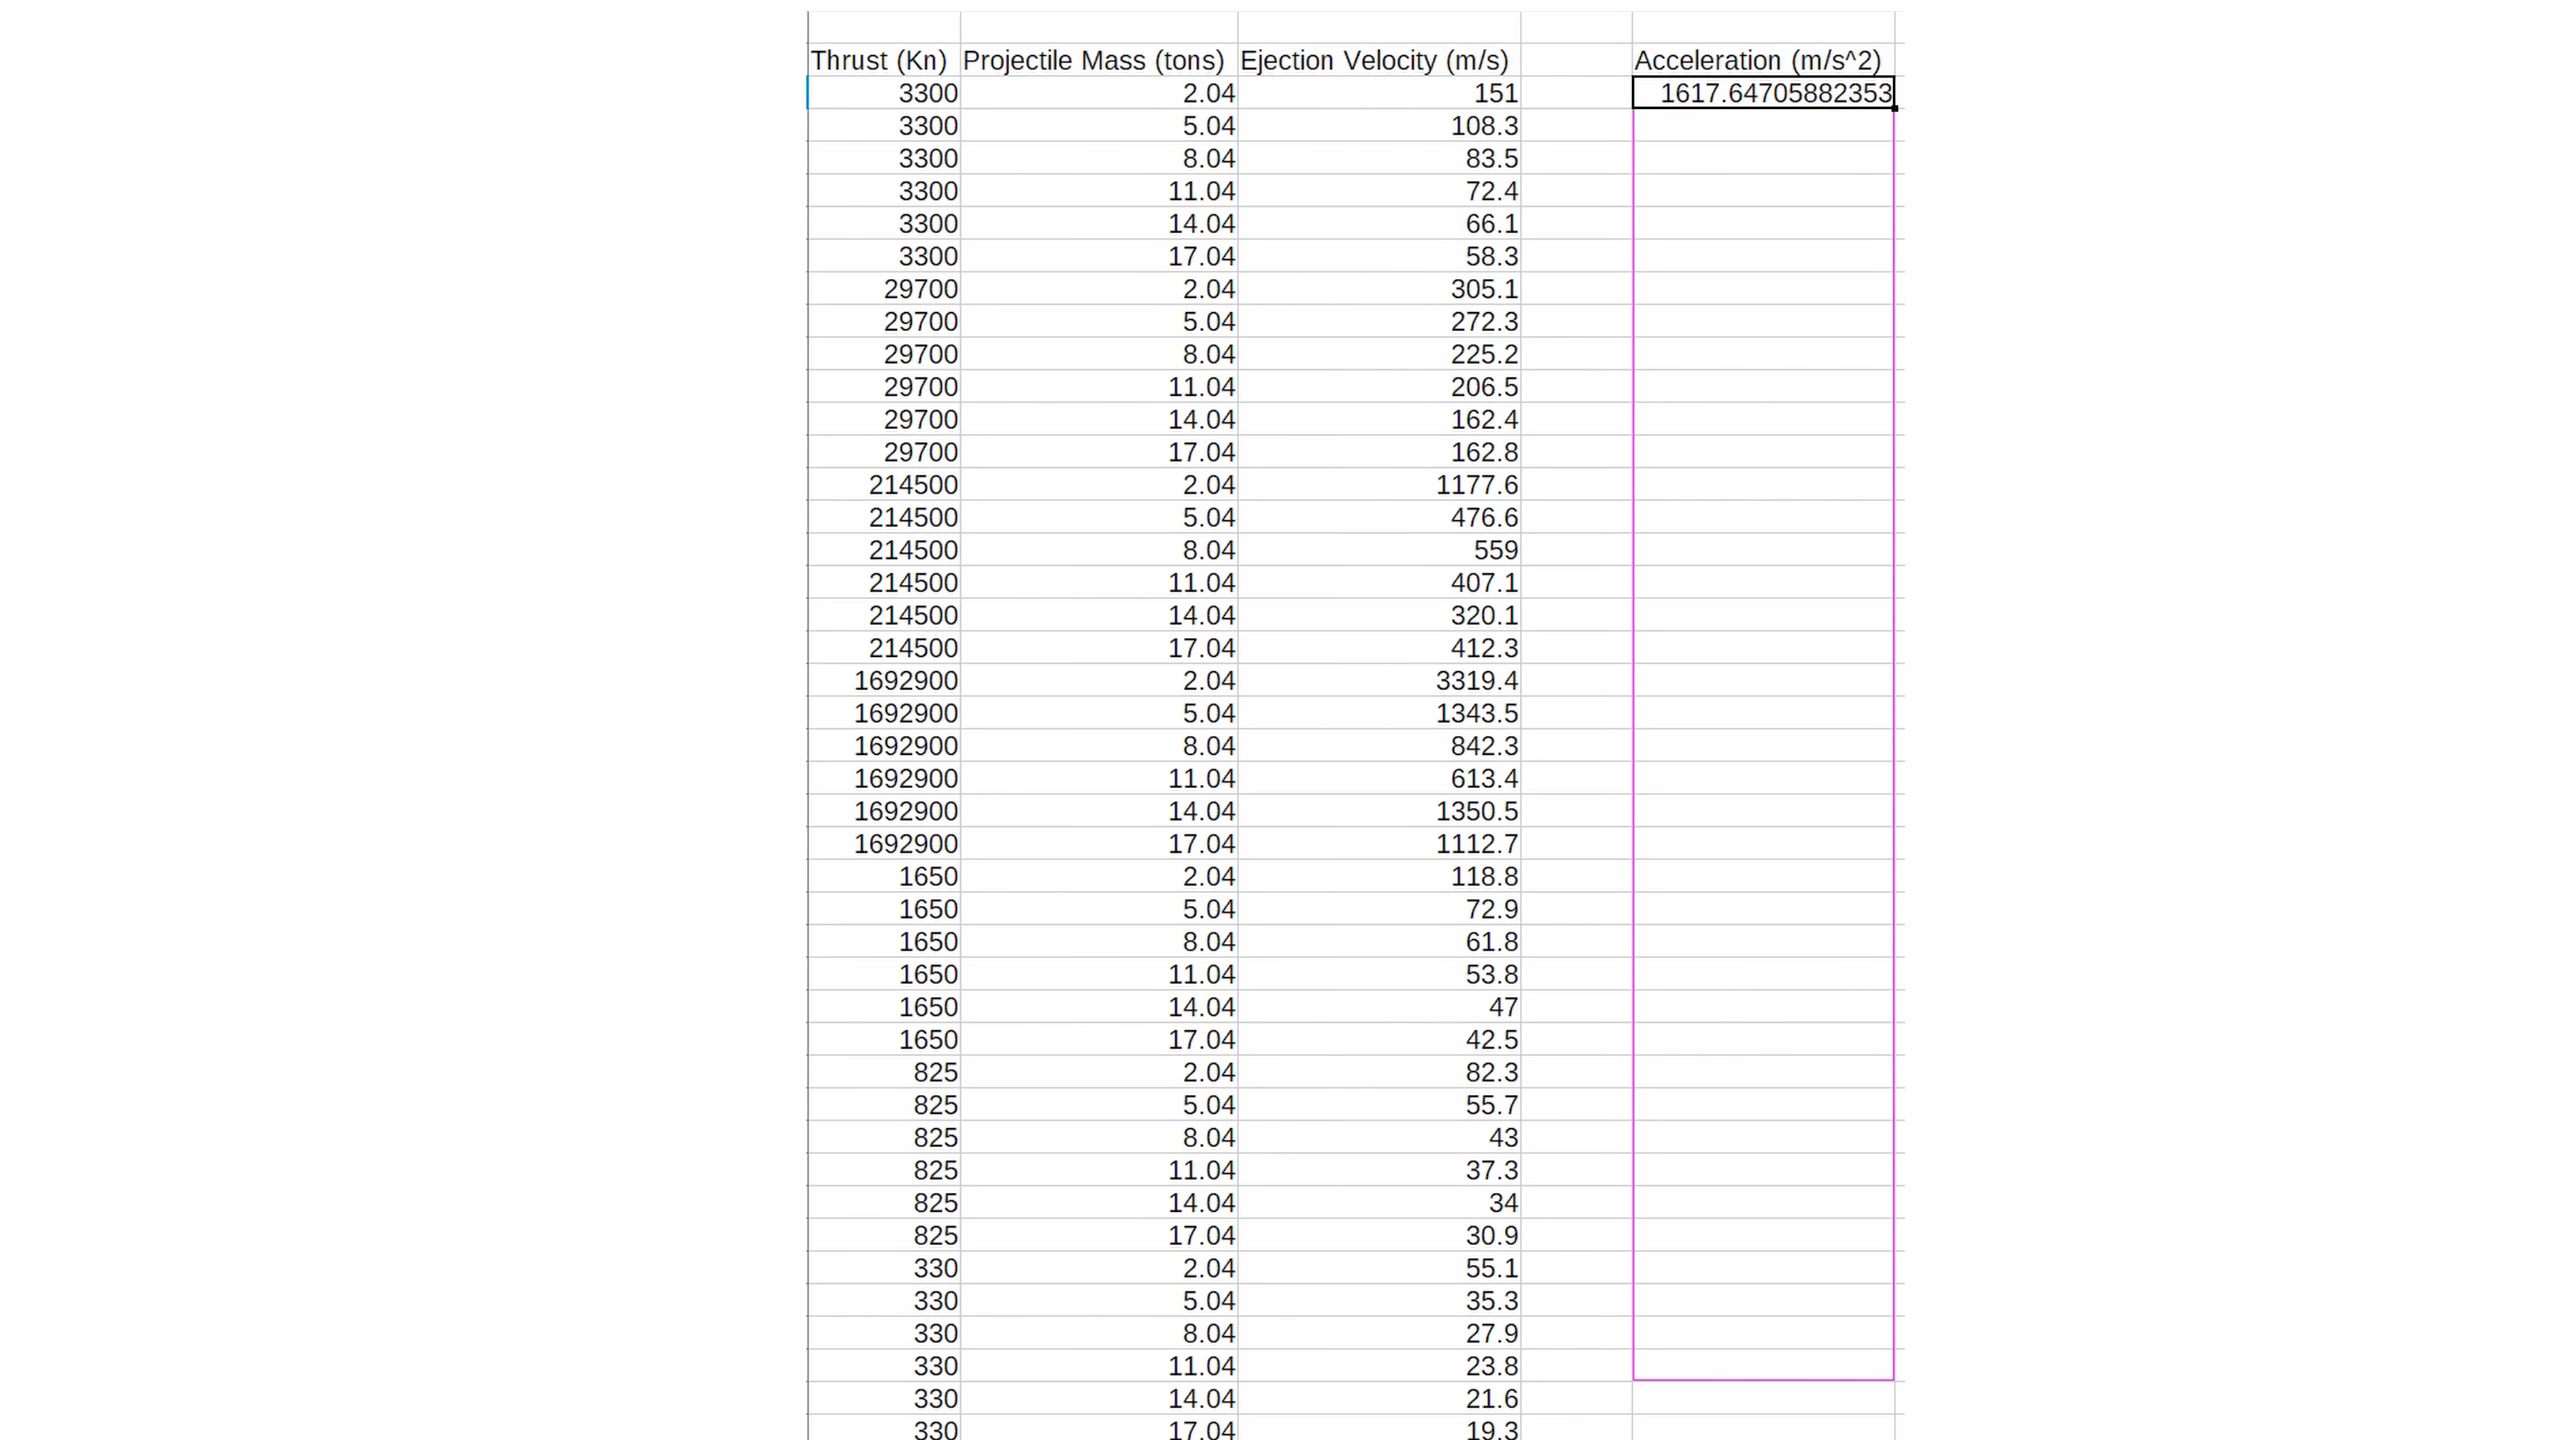 Thrust (Kn) Projectile Mass (tons) Ejection Velocity (m/s) Acceleration (m/s^2)
3300 2.04 151 1617.64705882353
3300 5.04 108.3
3300 8.04 83.5
3300 11.04 72.4
3300 14.04 66.1
3300 17.04 58.3
29700 2.04 305.1
29700 5.04 272.3
29700 8.04 225.2
29700 11.04 206.5
29700 14.04 162.4
29700 17.04 162.8
214500 2.04 1177.6
214500 5.04 476.6
214500 8.04 559
214500 11.04 407.1
214500 14.04 320.1
214500 17.04 412.3
1692900 2.04 3319.4
1692900 5.04 1343.5
1692900 8.04 842.3
1692900 11.04 613.4
1692900 14.04 1350.5
1692900 17.04 1112.7
1650 2.04 118.8
1650 5.04 72.9
1650 8.04 61.8
1650 11.04 53.8
1650 14.04 47
1650 17.04 42.5
825 2.04 82.3
825 5.04 55.7
825 8.04 43
825 11.04 37.3
825 14.04 34
825 17.04 30.9
330 2.04 55.1
330 5.04 35.3
330 8.04 27.9
330 11.04 23.8
330 14.04 21.6
330 17.04 19.3